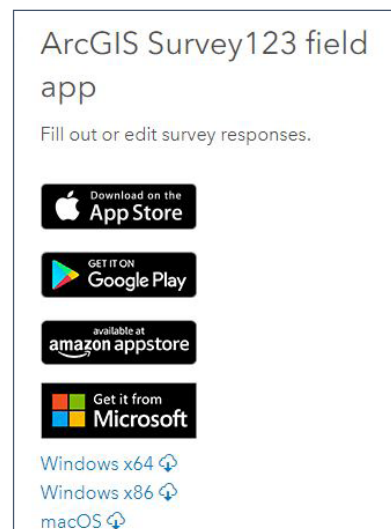 ArcGIS Survey123 field
app
Fill out or edit survey responses.
Download on the
App Store
GET IT ON
Google Play
available at
amazon appstore
Get it from
Microsoft
Windows x64
Windows x86
macOS